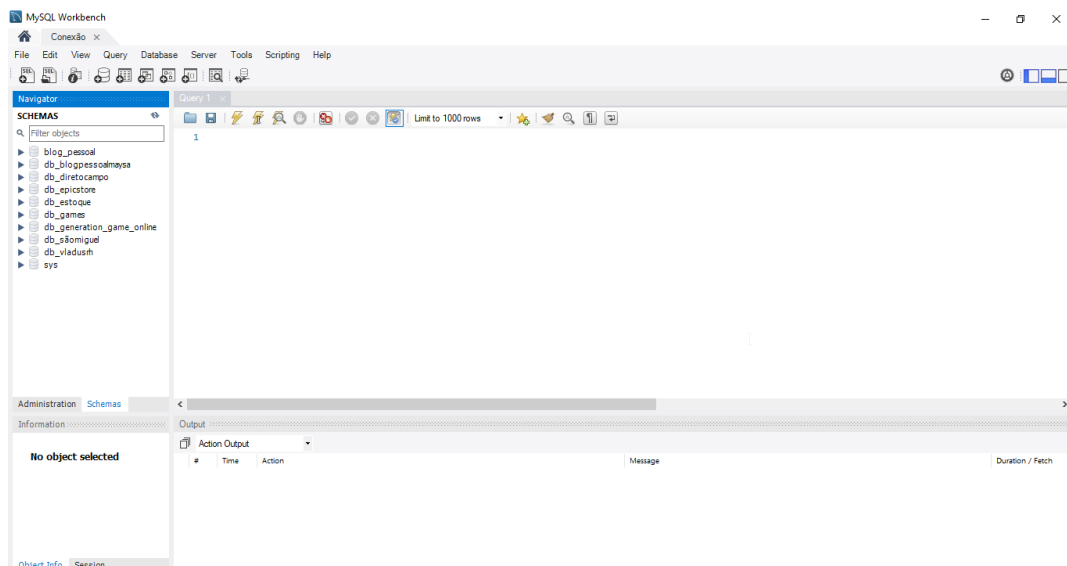 MySQL Workbench
Conexão
File Edit View Query Database Server Tools Scripting Help
Navigator
Query 1
SCHEMAS
Limit to 1000 rows
Filter objects
1
blog_pessoal
db_blogpessoalmaysa
db_diretocampo
db_epicstore
db_estoque
db_games
db_generation_game_online
db_sãomiguel
db_vladusrh
sys
Administration Schemas
Information
Output
Action Output
No object selected
# Time Action Message Duration / Fetch
Object Info Session